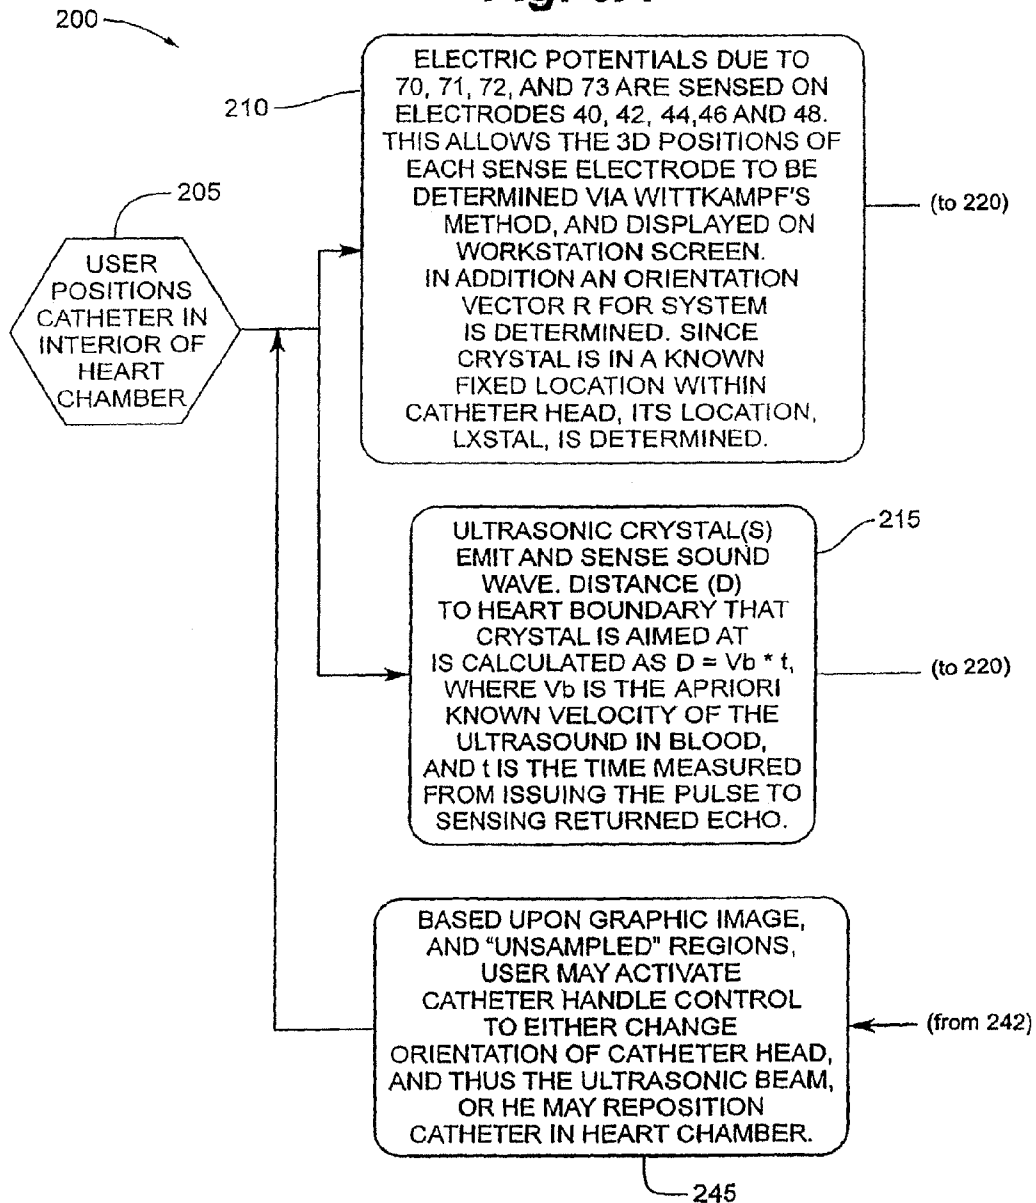 200
210
ELECTRIC POTENTIALS DUE TO
70, 71, 72, AND 73 ARE SENSED ON
ELECTRODES 40, 42, 44,46 AND 48.
THIS ALLOWS THE 3D POSITIONS OF
EACH SENSE ELECTRODE TO BE
DETERMINED VIA WITTKAMPF'S
METHOD, AND DISPLAYED ON
WORKSTATION SCREEN.
IN ADDITION AN ORIENTATION
VECTOR R FOR SYSTEM
IS DETERMINED. SINCE
CRYSTAL IS IN A KNOWN
FIXED LOCATION WITHIN
CATHETER HEAD, ITS LOCATION,
LXSTAL, IS DETERMINED.
(to 220)
205
USER
POSITIONS
CATHETER IN
INTERIOR OF
HEART
CHAMBER
215
ULTRASONIC CRYSTAL(S)
EMIT AND SENSE SOUND
WAVE. DISTANCE (D)
TO HEART BOUNDARY THAT
CRYSTAL IS AIMED AT
IS CALCULATED AS D = Vb * t,
WHERE Vb IS THE APRIORI
KNOWN VELOCITY OF THE
ULTRASOUND IN BLOOD,
AND t IS THE TIME MEASURED
FROM ISSUING THE PULSE TO
SENSING RETURNED ECHO.
(to 220)
BASED UPON GRAPHIC IMAGE,
AND "UNSAMPLED" REGIONS,
USER MAY ACTIVATE
CATHETER HANDLE CONTROL
TO EITHER CHANGE
ORIENTATION OF CATHETER HEAD,
AND THUS THE ULTRASONIC BEAM,
OR HE MAY REPOSITION
CATHETER IN HEART CHAMBER.
(from 242)
245